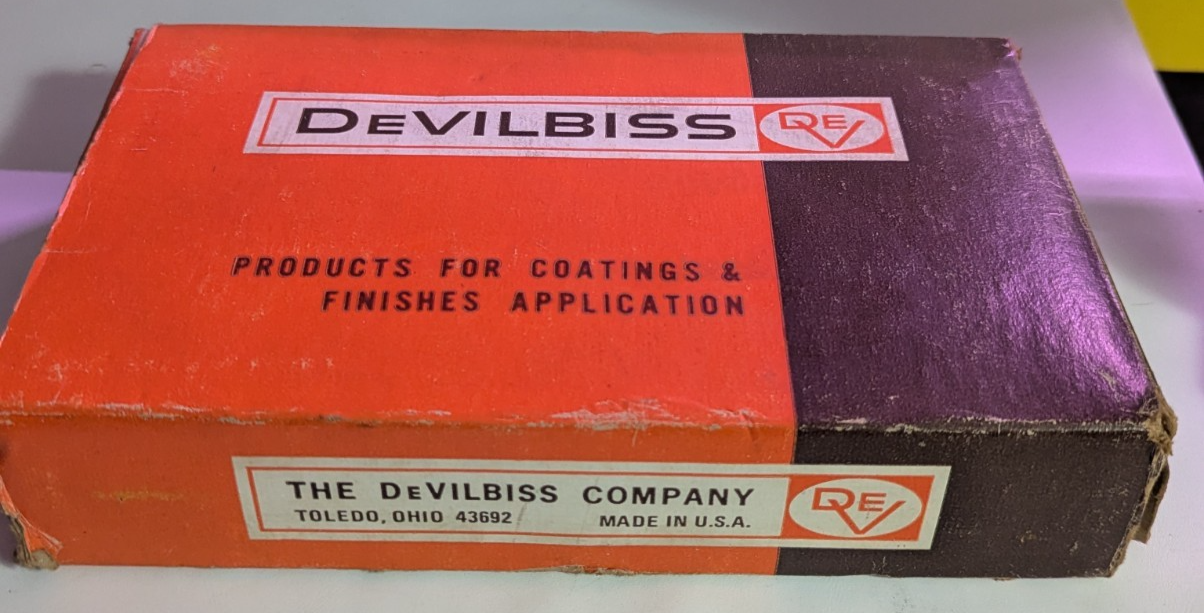 DEVILBISS DEV
PRODUCTS FOR COATINGS &
FINISHES APPLICATION
THE DEVILBISS COMPANY DEV
TOLEDO, OHIO 43692 MADE IN U.S.A.